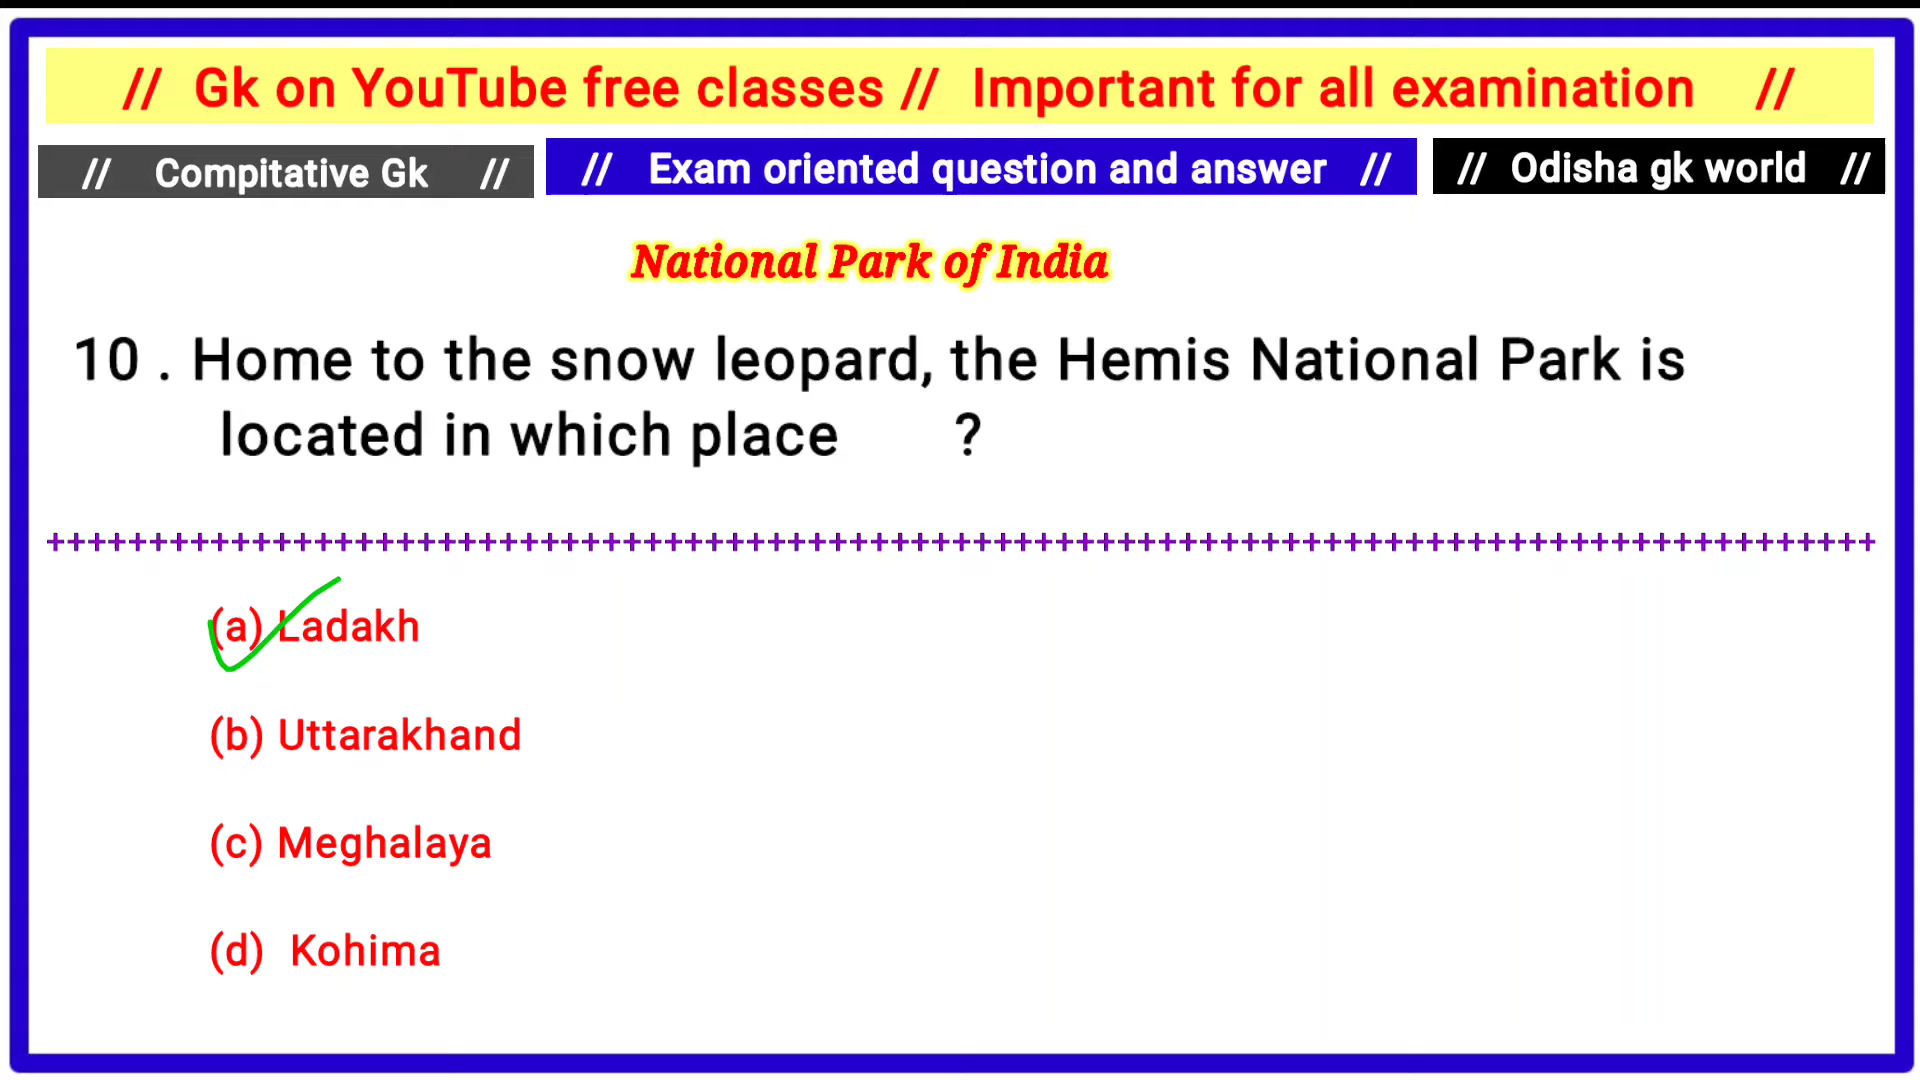 // Gk on YouTube free classes // Important for all examination //
// Compitative Gk // // Exam oriented question and answer // // Odisha gk world //
National Park of India
10 . Home to the snow leopard, the Hemis National Park is
located in which place ?
++++++++++++++++++++++++++++++++++++++++++++++++++++++++++++++++++++++++++++++++++++++++
(a) Ladakh
(b) Uttarakhand
(c) Meghalaya
(d) Kohima